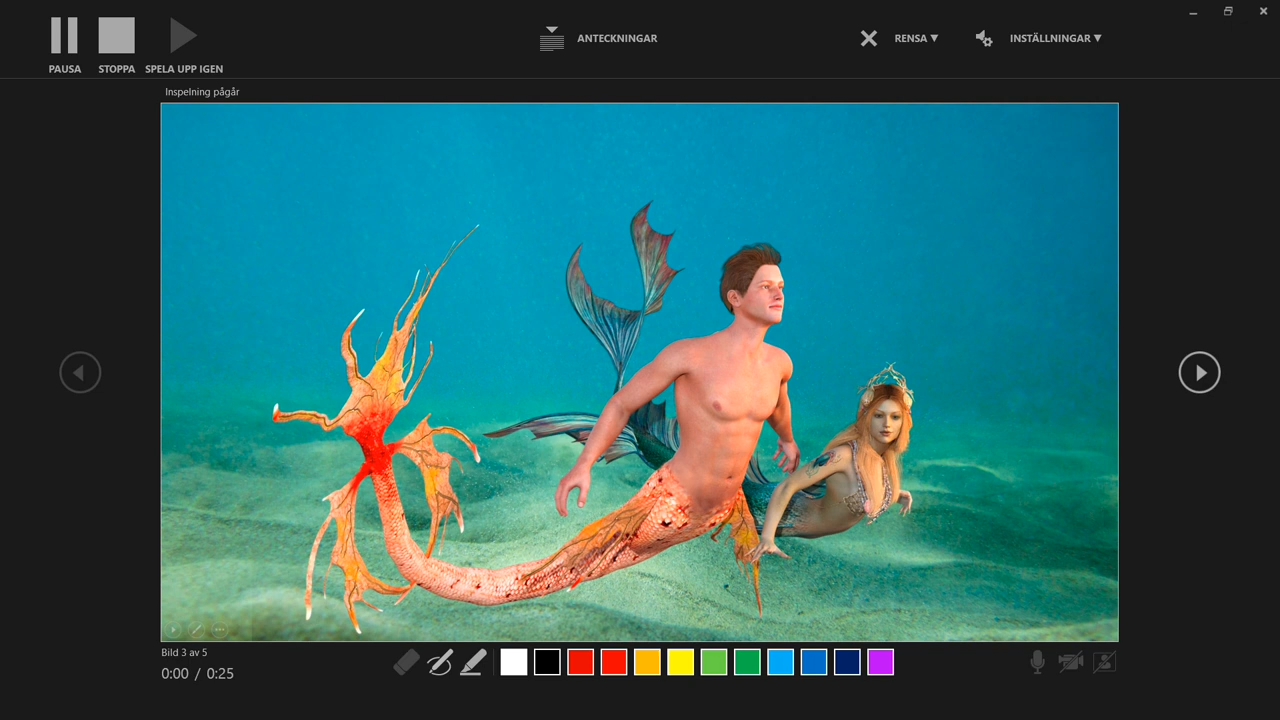 ANTECKNINGAR
RENSA ▼
INSTÄLLNINGAR ▼
PAUSA
STOPPA
SPELA UPP IGEN
Inspelning pågår
Bild 3 av 5
0:00 / 0:25